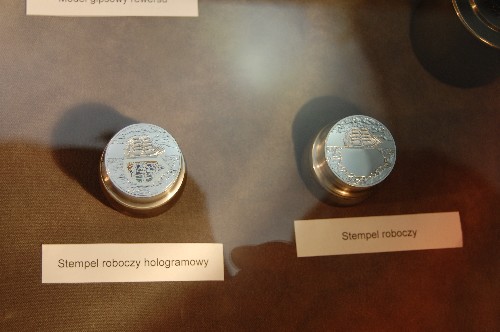 Model gipsowy rewersu
Stempel roboczy hologramowy
Stempel roboczy